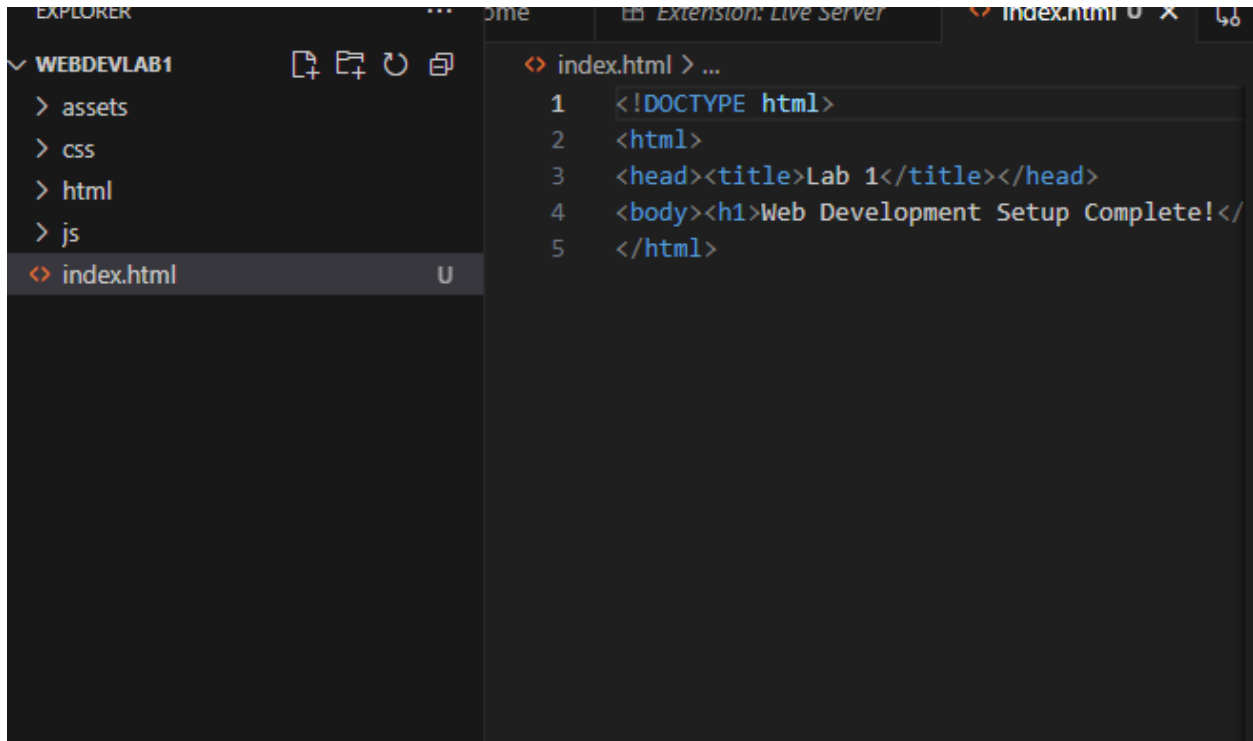 EXPLORER ...
ome Extension: Live Server index.html U
WEBDEVLAB1
index.html > ...
assets
css
html
js
index.html U
1 <!DOCTYPE html>
2 <html>
3 <head><title>Lab 1</title></head>
4 <body><h1>Web Development Setup Complete!</
5 </html>